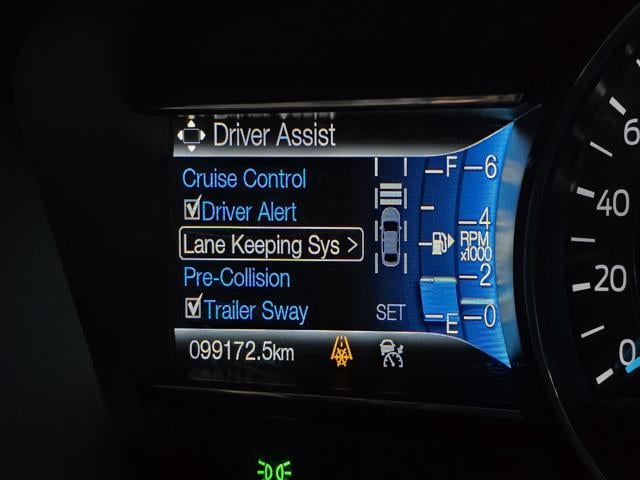 Driver Assist
Cruise Control
Driver Alert
Lane Keeping Sys >
Pre-Collision
Trailer Sway
SET
099172.5km
F
E
6
4
RPM
x1000
2
0
6
40
20
0